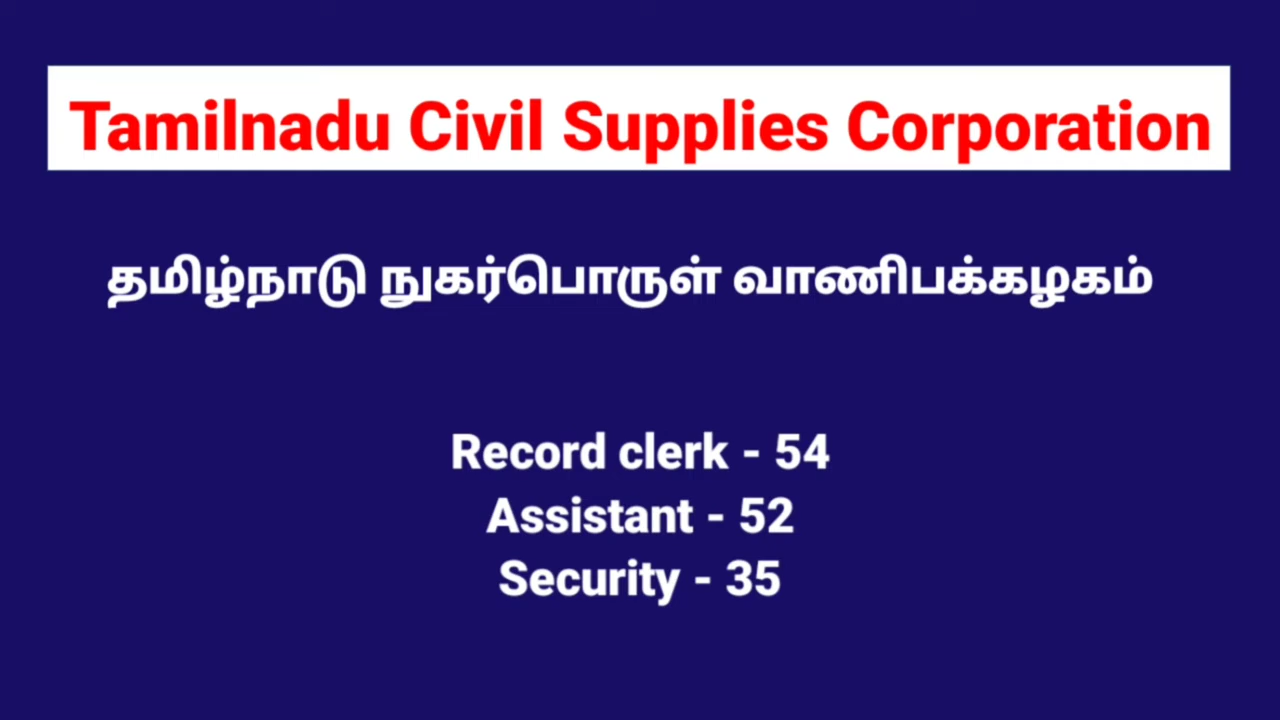 Tamilnadu Civil Supplies Corporation
தமிழ்நாடு நுகர்பொருள் வாணிபக்கழகம்
Record clerk - 54
Assistant - 52
Security - 35